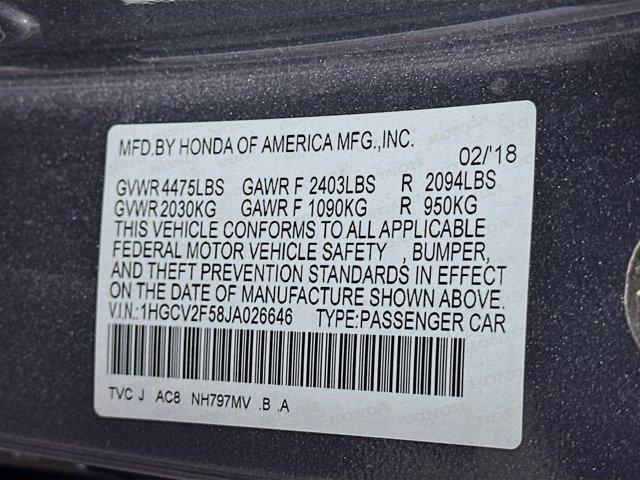 MFD.BY HONDA OF AMERICA MFG.,INC.
02/'18
GVWR 4475LBS GAWR F 2403LBS R 2094LBS
GVWR 2030KG GAWR F 1090KG R 950KG
THIS VEHICLE CONFORMS TO ALL APPLICABLE
FEDERAL MOTOR VEHICLE SAFETY , BUMPER,
AND THEFT PREVENTION STANDARDS IN EFFECT
ON THE DATE OF MANUFACTURE SHOWN ABOVE.
V.I.N.:1HGCV2F58JA026646 TYPE:PASSENGER CAR
TVC J AC8 NH797MV .B .A